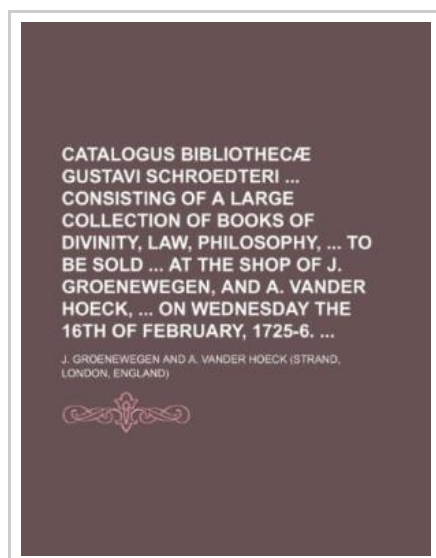 CATALOGUS BIBLIOTHECÆ
GUSTAVI SCHROEDTERI ...
CONSISTING OF A LARGE
COLLECTION OF BOOKS OF
DIVINITY, LAW, PHILOSOPHY, ... TO
BE SOLD ... AT THE SHOP OF J.
GROENEWEGEN, AND A. VANDER
HOECK, ... ON WEDNESDAY THE
16TH OF FEBRUARY, 1725-6. ...
J. GROENEWEGEN AND A. VANDER HOECK (STRAND,
LONDON, ENGLAND)